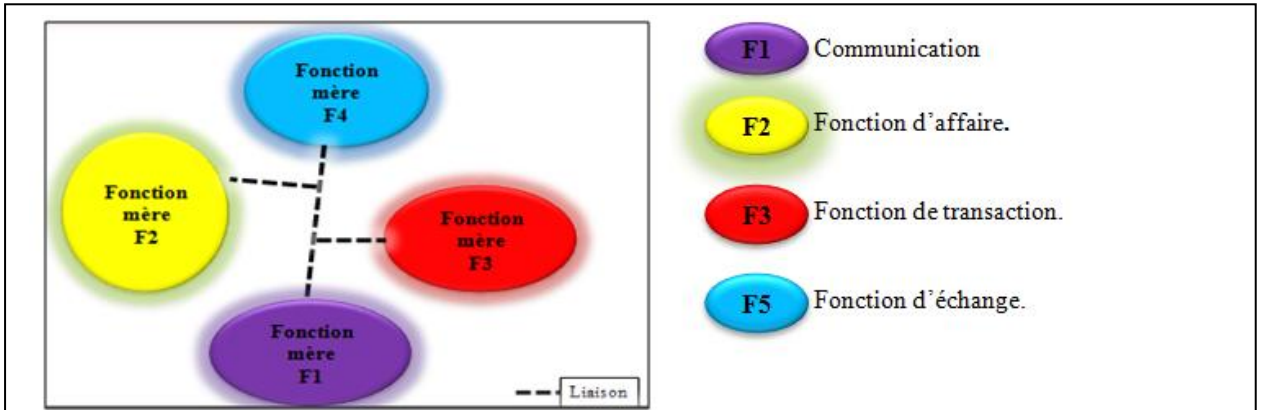 Fonction
mère
F4
Fonction
mère
F2
Fonction
mère
F3
Fonction
mère
F1
Liaison
F1 Communication
F2 Fonction d’affaire.
F3 Fonction de transaction.
F5 Fonction d’échange.